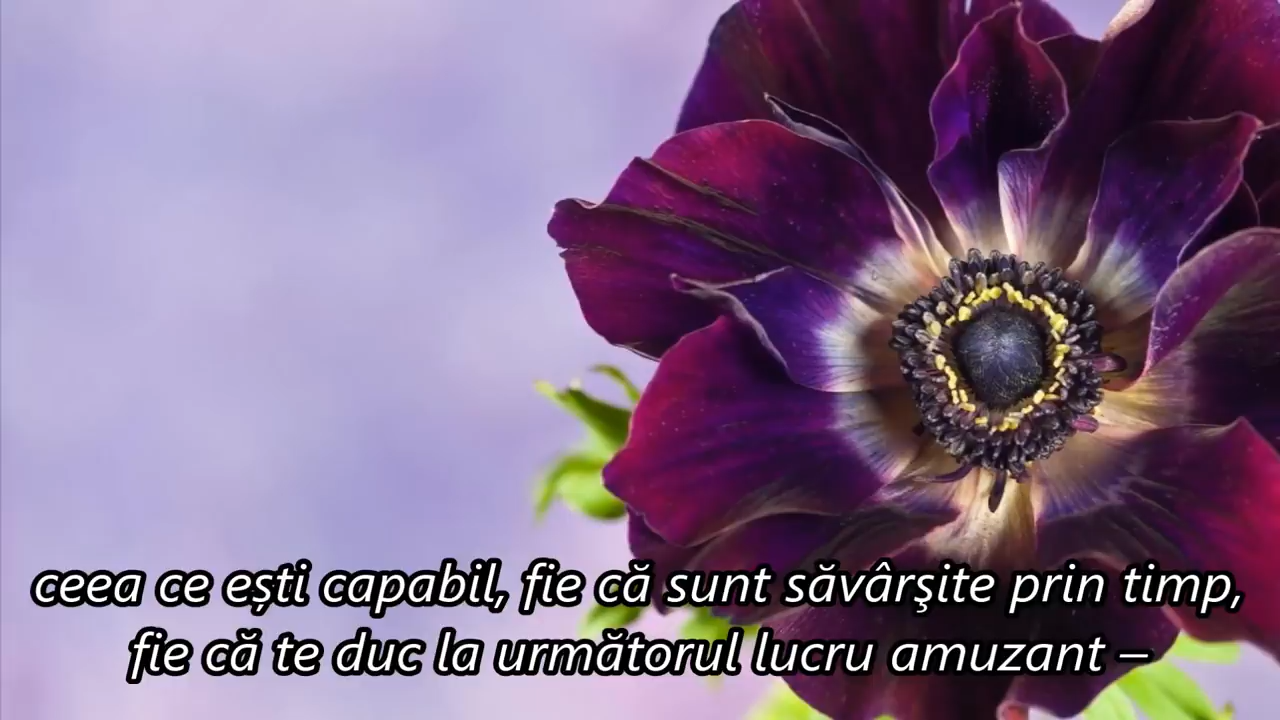 ceea ce ești capabil, fie că sunt săvârşite prin timp,
fie că te duc la următorul lucru amuzant –